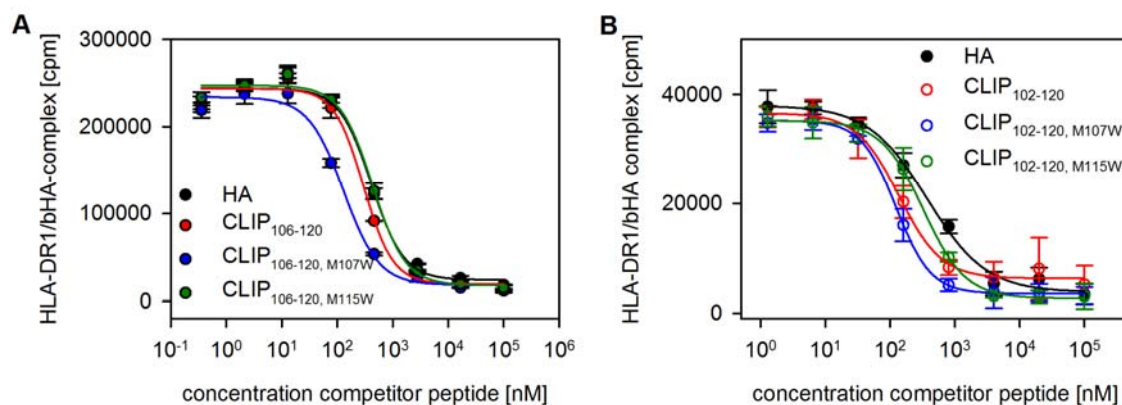 A
HLA-DR1/bHA-complex [cpm]
300000
200000
100000
0
HA
CLIP106-120
CLIP106-120, M107W
CLIP106-120, M115W
10-1 100 101 102 103 104 105 106
concentration competitor peptide [nM]
B
HLA-DR1/bHA complex [cpm]
40000
20000
0
HA
CLIP102-120
CLIP102-120, M107W
CLIP102-120, M115W
100 101 102 103 104 105
concentration competitor peptide [nM]